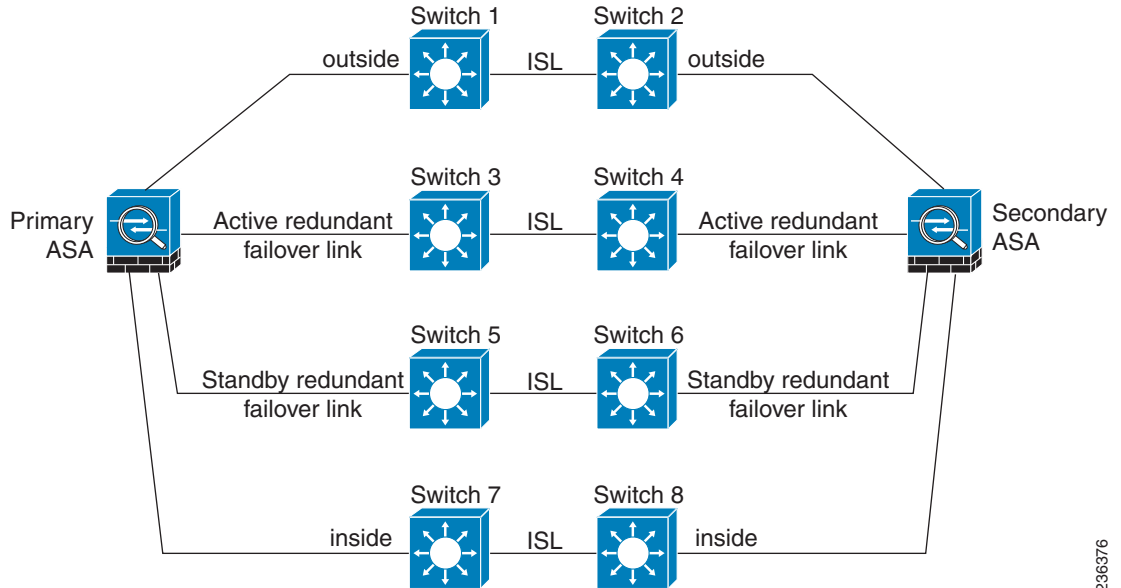 Switch 1
Switch 2
outside
ISL
outside
Switch 3
Switch 4
Primary
ASA
Active redundant
failover link
ISL
Active redundant
failover link
Secondary
ASA
Switch 5
Switch 6
Standby redundant
failover link
ISL
Standby redundant
failover link
Switch 7
Switch 8
inside
ISL
inside
236376